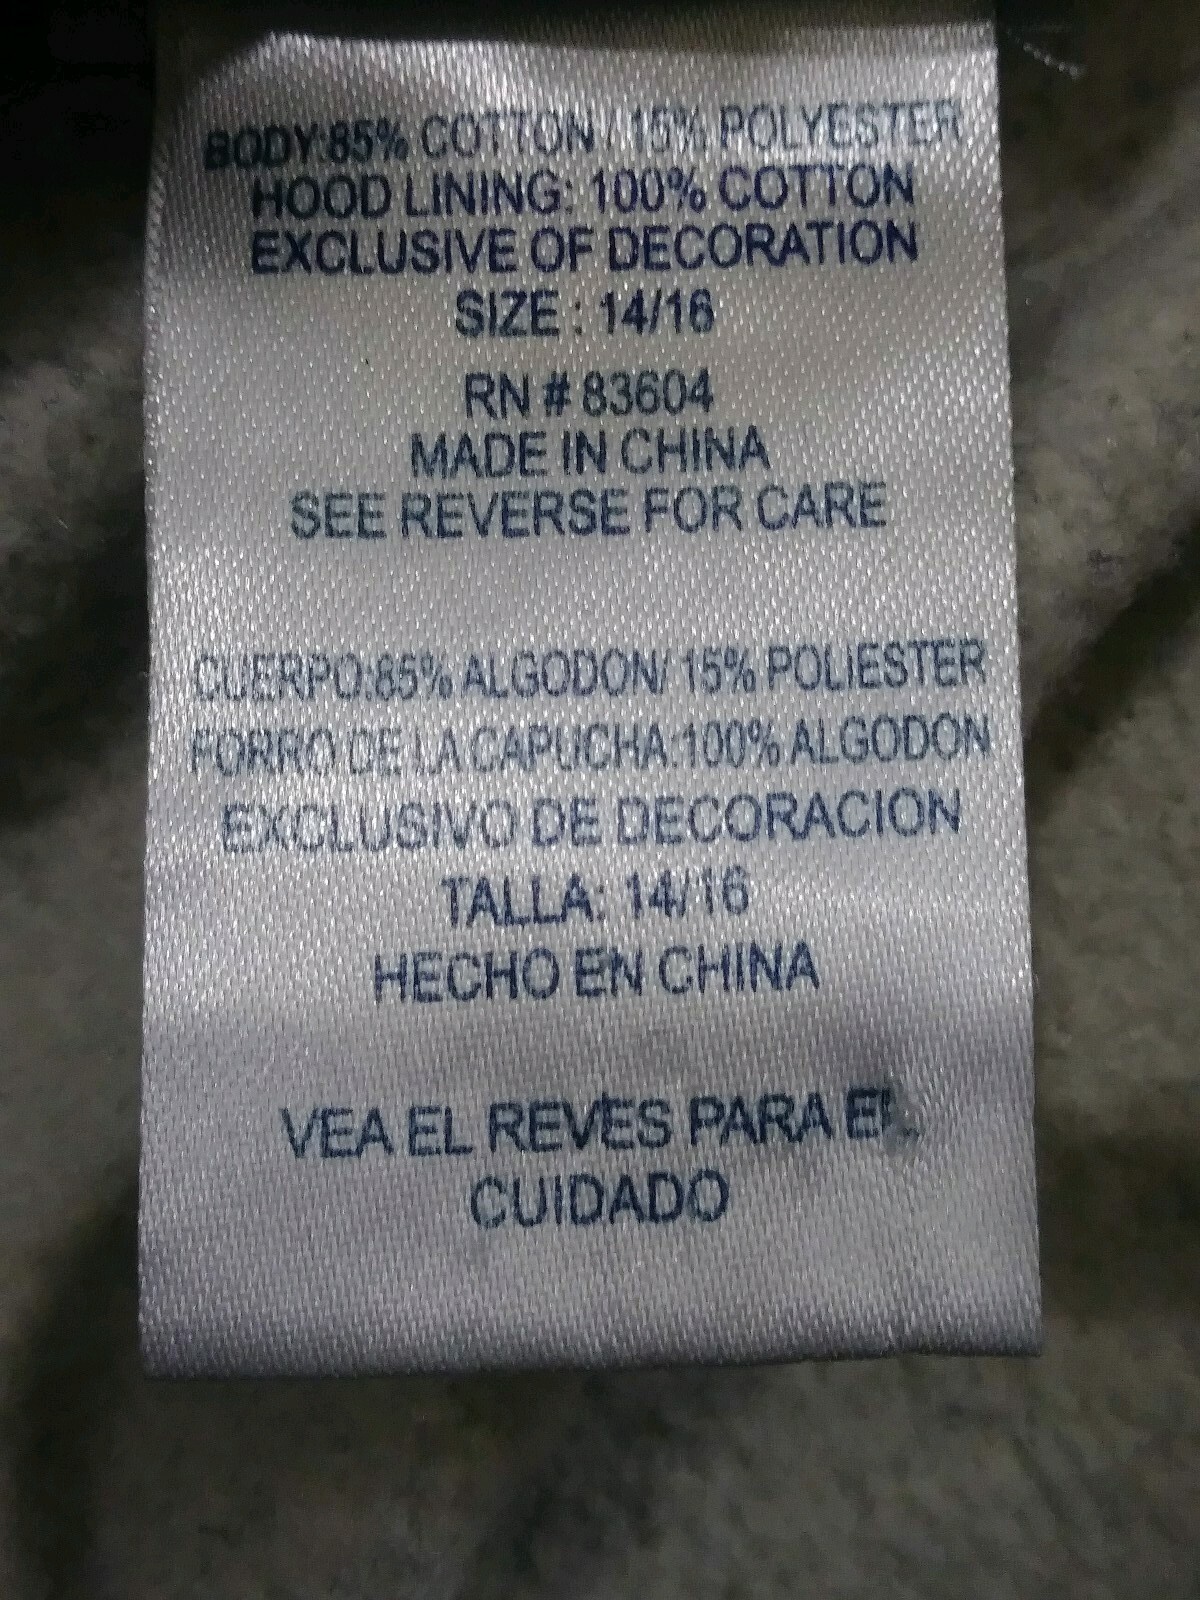 BODY:85% COTTON / 15% POLYESTER
HOOD LINING: 100% COTTON
EXCLUSIVE OF DECORATION
SIZE : 14/16
RN # 83604
MADE IN CHINA
SEE REVERSE FOR CARE
CUERPO:85% ALGODON/ 15% POLIESTER
FORRO DE LA CAPUCHA:100% ALGODON
EXCLUSIVO DE DECORACION
TALLA: 14/16
HECHO EN CHINA
VEA EL REVES PARA EL
CUIDADO